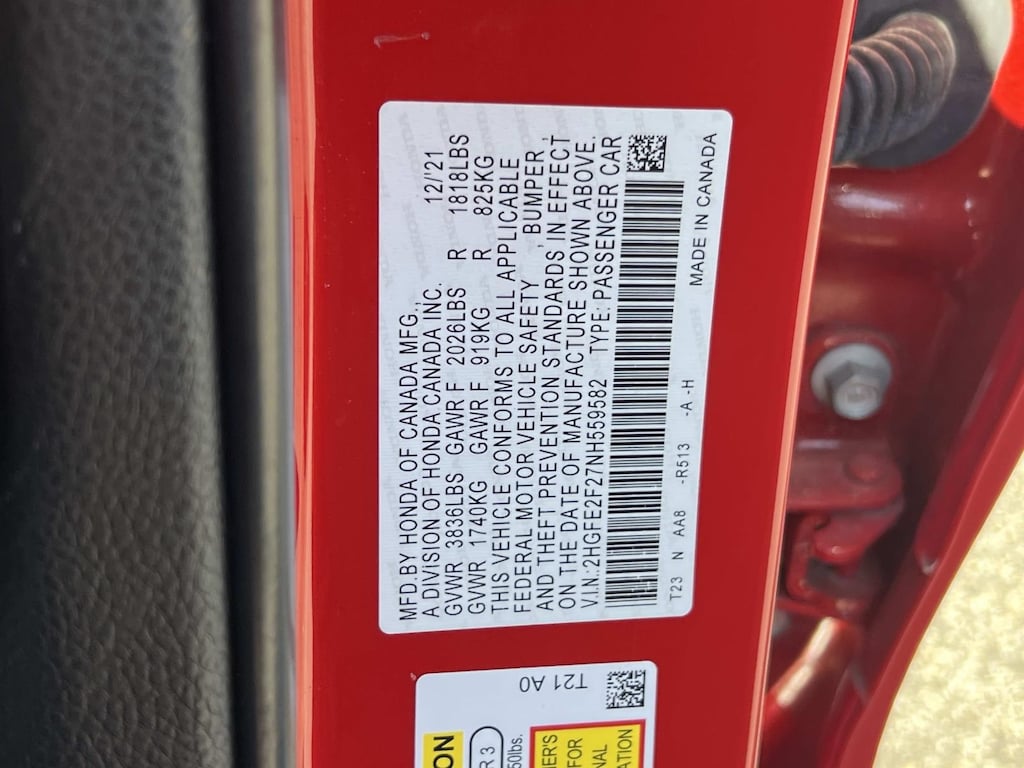 MFD.BY HONDA OF CANADA MFG.,
A DIVISION OF HONDA CANADA INC. 12/'21
GVWR 3836LBS GAWR F 2026LBS R 1818LBS
GVWR 1740KG GAWR F 919KG R 825KG
THIS VEHICLE CONFORMS TO ALL APPLICABLE
FEDERAL MOTOR VEHICLE SAFETY, BUMPER,
AND THEFT PREVENTION STANDARDS IN EFFECT
ON THE DATE OF MANUFACTURE SHOWN ABOVE.
V.I.N.:2HGFE2F27NH559582 TYPE: PASSENGER CAR
T23 N AA8 -R513 -A -H MADE IN CANADA
T21 A0